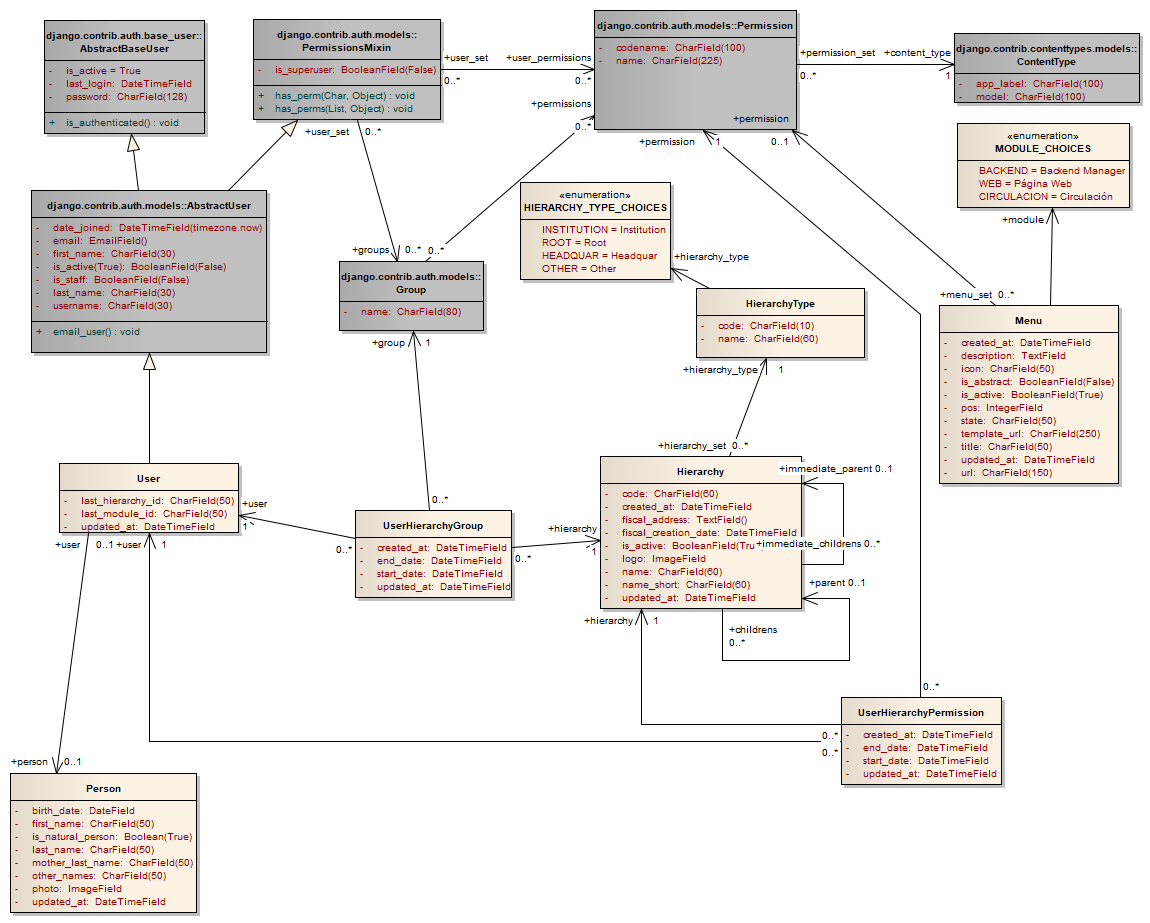 django.contrib.auth.base_user::
AbstractBaseUser
- is_active = True
- last_login: DateTimeField
- password: CharField(128)
+ is_authenticated() : void
django.contrib.auth.models::
PermissionsMixin
- is_superuser: BooleanField(False)
+ has_perm(Char, Object) : void
+ has_perms(List, Object) : void
+user_set
0..*
+user_permissions
0..*
django.contrib.auth.models::Permission
- codename: CharField(100)
- name: CharField(225)
+permission
+permission_set
0..*
+content_type
1
django.contrib.contenttypes.models::
ContentType
- app_label: CharField(100)
- model: CharField(100)
+permissions
0..*
+user_set 0..*
+permission 1
0..1
«enumeration»
MODULE_CHOICES
BACKEND = Backend Manager
WEB = Página Web
CIRCULACION = Circulación
+module
django.contrib.auth.models::AbstractUser
- date_joined: DateTimeField(timezone.now)
- email: EmailField()
- first_name: CharField(30)
- is_active(True): BooleanField(False)
- is_staff: BooleanField(False)
- last_name: CharField(30)
- username: CharField(30)
+ email_user() : void
«enumeration»
HIERARCHY_TYPE_CHOICES
INSTITUTION = Institution
ROOT = Root
HEADQUAR = Headquar
OTHER = Other
+hierarchy_type
+groups 0..* 0..*
django.contrib.auth.models::
Group
- name: CharField(80)
+group 1
HierarchyType
- code: CharField(10)
- name: CharField(60)
+hierarchy_type 1
+menu_set 0..*
Menu
- created_at: DateTimeField
- description: TextField
- icon: CharField(50)
- is_abstract: BooleanField(False)
- is_active: BooleanField(True)
- pos: IntegerField
- state: CharField(50)
- template_url: CharField(250)
- title: CharField(50)
- updated_at: DateTimeField
- url: CharField(150)
+hierarchy_set 0..*
User
- last_hierarchy_id: CharField(50)
- last_module_id: CharField(50)
- updated_at: DateTimeField
+user
1
+user 0..1 +user 1
0..*
UserHierarchyGroup
- created_at: DateTimeField
- end_date: DateTimeField
- start_date: DateTimeField
- updated_at: DateTimeField
0..*
0..*
+hierarchy
1
Hierarchy
- code: CharField(60)
- created_at: DateTimeField
- fiscal_address: TextField()
- fiscal_creation_date: DateTimeField
- is_active: BooleanField(Tru
- logo: ImageField
- name: CharField(60)
- name_short: CharField(60)
- updated_at: DateTimeField
+immediate_parent 0..1
+immediate_childrens 0..*
+parent 0..1
+childrens
0..*
+hierarchy 1
0..*
UserHierarchyPermission
- created_at: DateTimeField
- end_date: DateTimeField
- start_date: DateTimeField
- updated_at: DateTimeField
0..*
0..*
+person 0..1
Person
- birth_date: DateField
- first_name: CharField(50)
- is_natural_person: Boolean(True)
- last_name: CharField(50)
- mother_last_name: CharField(50)
- other_names: CharField(50)
- photo: ImageField
- updated_at: DateTimeField